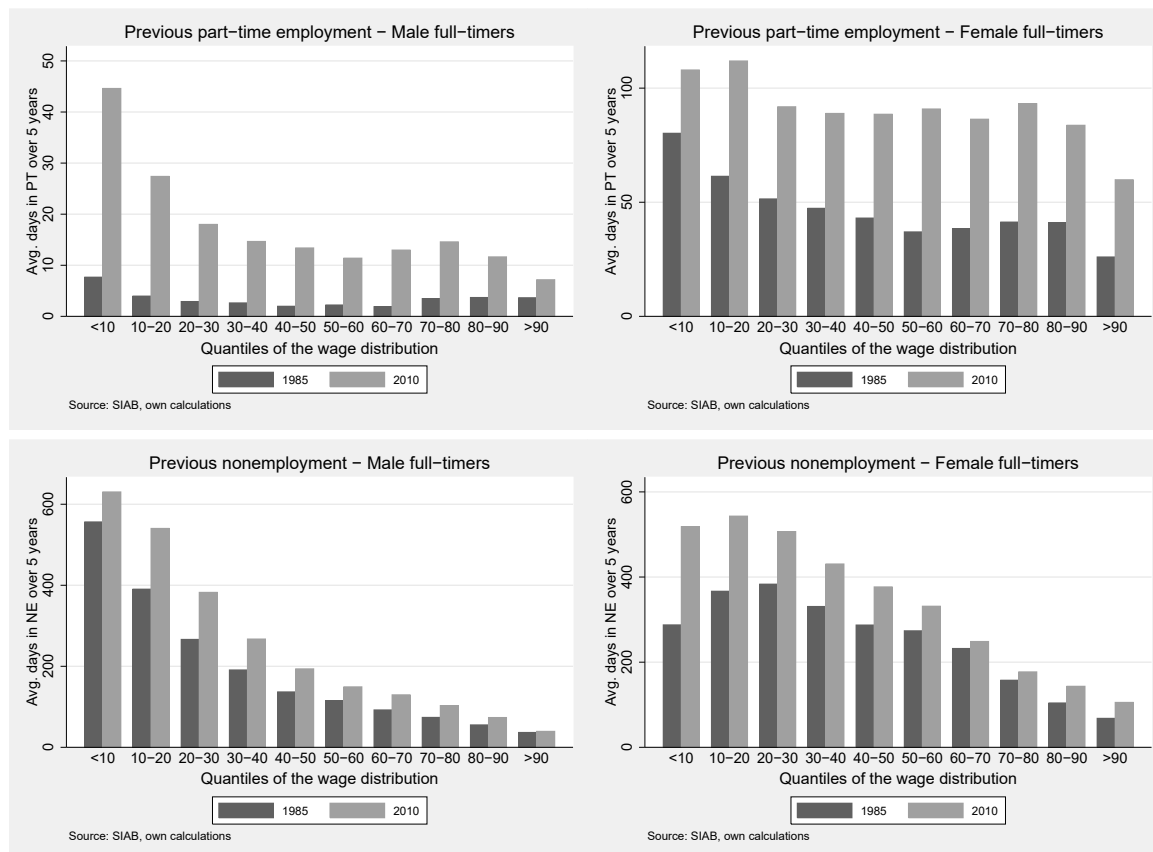 Previous part−time employment − Male full−timers
Avg. days in PT over 5 years
50
40
30
20
10
0
<10 10−20 20−30 30−40 40−50 50−60 60−70 70−80 80−90 >90
Quantiles of the wage distribution
1985 2010
Source: SIAB, own calculations
Previous part−time employment − Female full−timers
Avg. days in PT over 5 years
100
50
0
<10 10−20 20−30 30−40 40−50 50−60 60−70 70−80 80−90 >90
Quantiles of the wage distribution
1985 2010
Source: SIAB, own calculations
Previous nonemployment − Male full−timers
Avg. days in NE over 5 years
600
400
200
0
<10 10−20 20−30 30−40 40−50 50−60 60−70 70−80 80−90 >90
Quantiles of the wage distribution
1985 2010
Source: SIAB, own calculations
Previous nonemployment − Female full−timers
Avg. days in NE over 5 years
600
400
200
0
<10 10−20 20−30 30−40 40−50 50−60 60−70 70−80 80−90 >90
Quantiles of the wage distribution
1985 2010
Source: SIAB, own calculations